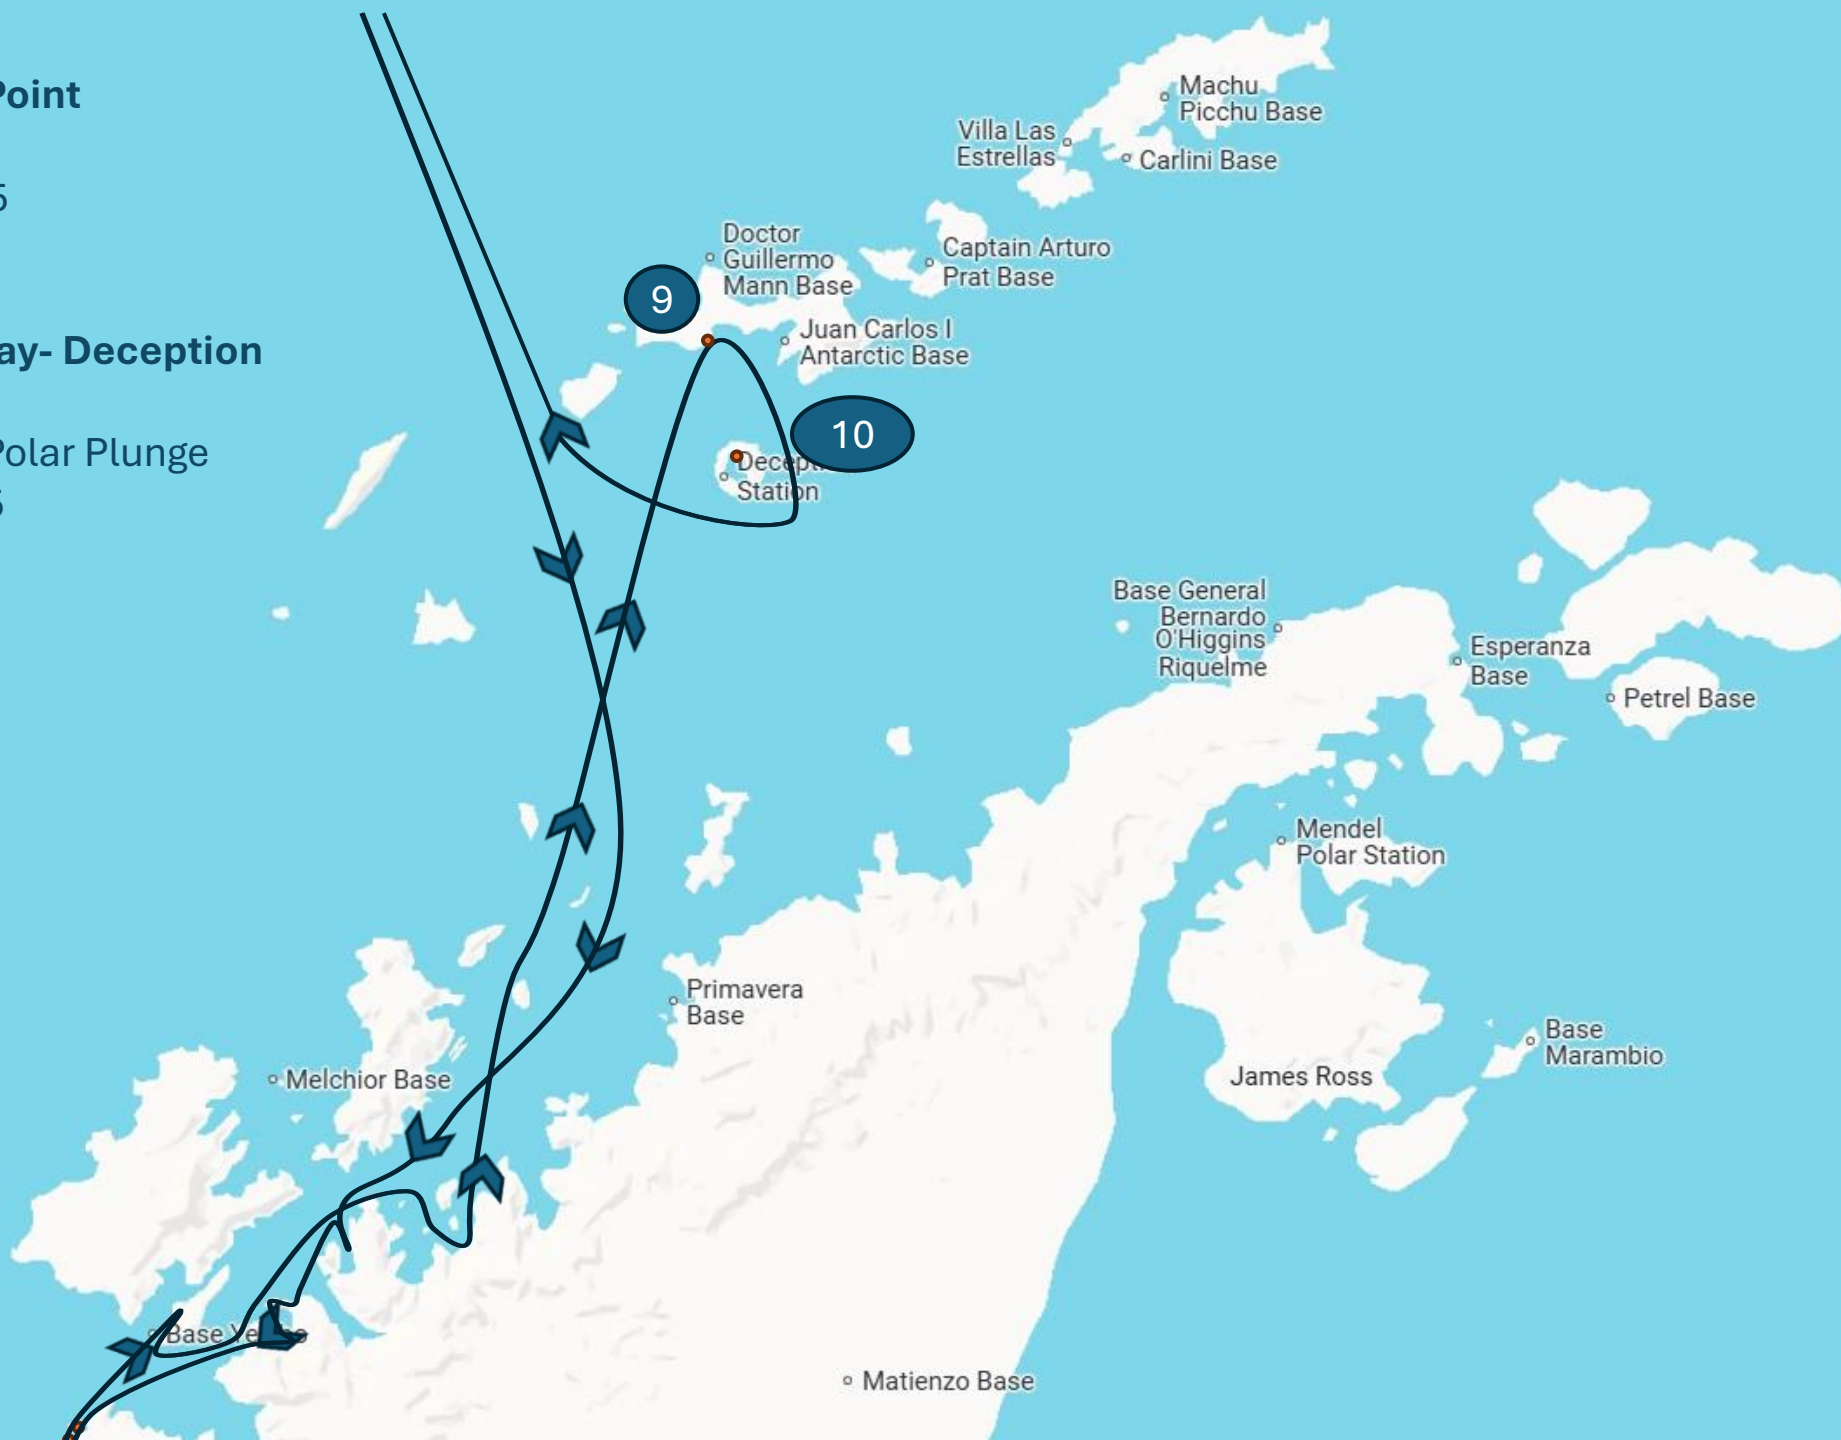 Point
5
ay- Deception
Polar Plunge
5
Machu
Picchu Base
Villa Las
Estrellas
Carlini Base
Doctor
Guillermo
Mann Base
Captain Arturo
Prat Base
9
Juan Carlos I
Antarctic Base
10
Decept
Station
Base General
Bernardo
O'Higgins
Riquelme
Esperanza
Base
Petrel Base
Mendel
Polar Station
Primavera
Base
Base
Marambio
Melchior Base
James Ross
Base Ye
Matienzo Base